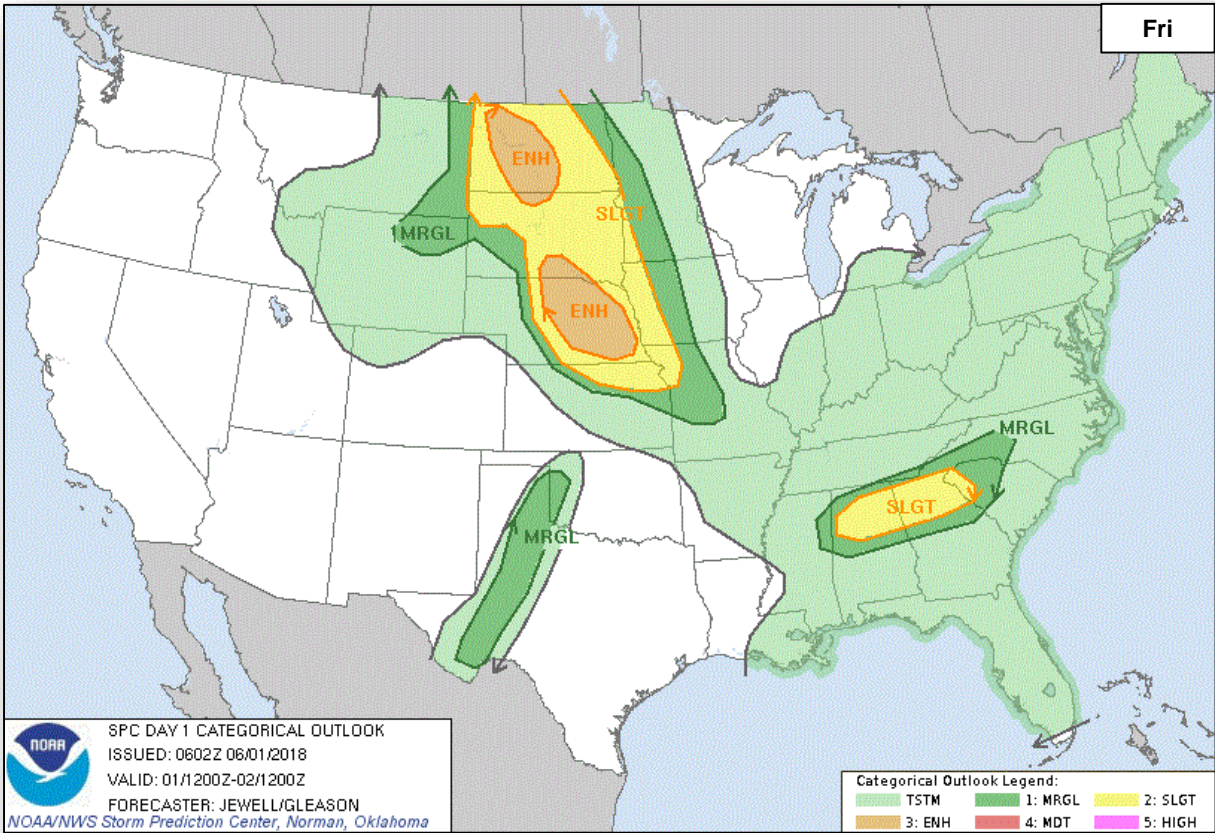 Fri
ENH
SLGT
MRGL
ENH
MRGL
SLGT
MRGL
NOAA
SPC DAY 1 CATEGORICAL OUTLOOK
ISSUED: 0602Z 06/01/2018
VALID: 01/1200Z-02/1200Z
FORECASTER: JEWELL/GLEASON
NOAA/NWS Storm Prediction Center, Norman, Oklahoma
Categorical Outlook Legend:
TSTM 1: MRGL 2: SLGT
3: ENH 4: MDT 5: HIGH